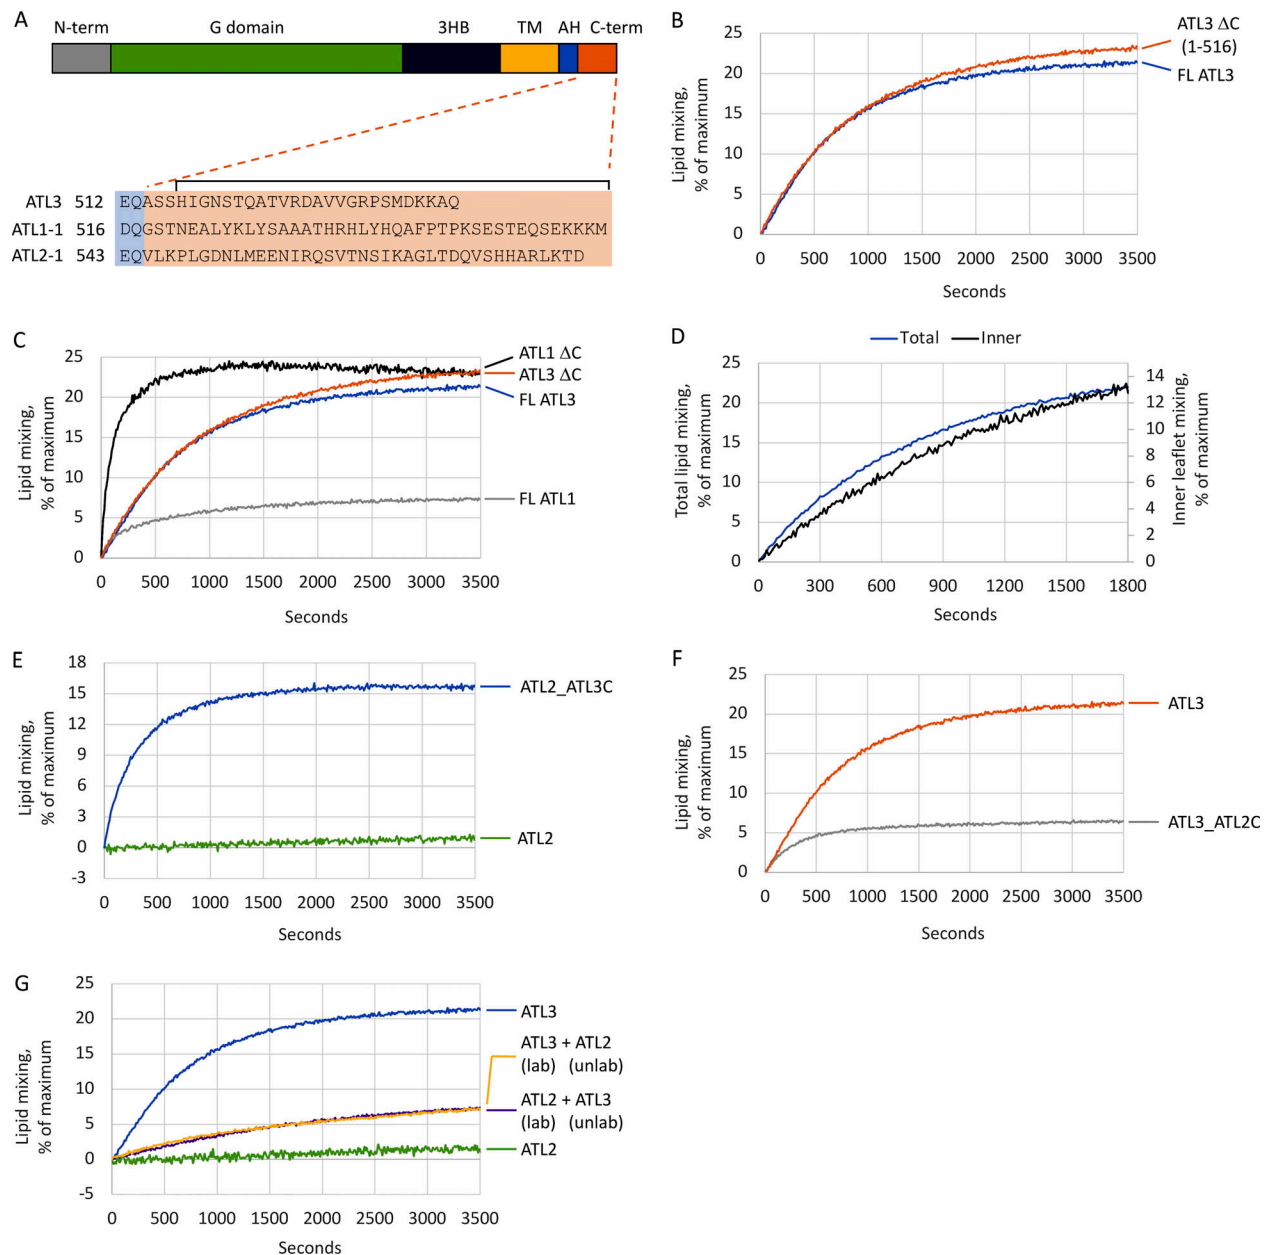 A
N-term G domain 3HB TM AH C-term
ATL3 512 EQASSHIGNSTQATVRDAVVGRPSMDKKAQ
ATL1-1 516 DQGSTNEALYKLYSAAATHRHLYHQAFPTPKSESTEQSEKKKM
ATL2-1 543 EQVLKPLGDNLMEENIRQSVTNSIKAGLTDQVSHHARLKTD
B
Lipid mixing,
% of maximum
25
20
15
10
5
0
0 500 1000 1500 2000 2500 3000 3500
Seconds
ATL3 ΔC
(1-516)
FL ATL3
C
Lipid mixing,
% of maximum
25
20
15
10
5
0
0 500 1000 1500 2000 2500 3000 3500
Seconds
ATL1 ΔC
ATL3 ΔC
FL ATL3
FL ATL1
D
Total Inner
Total lipid mixing,
% of maximum
25
20
15
10
5
0
0 300 600 900 1200 1500 1800
Seconds
14
12
10
8
6
4
2
0
Inner leaflet mixing,
% of maximum
E
Lipid mixing,
% of maximum
18
15
12
9
6
3
0
-3
0 500 1000 1500 2000 2500 3000 3500
Seconds
ATL2_ATL3C
ATL2
F
Lipid mixing,
% of maximum
25
20
15
10
5
0
0 500 1000 1500 2000 2500 3000 3500
Seconds
ATL3
ATL3_ATL2C
G
Lipid mixing,
% of maximum
25
20
15
10
5
0
-5
0 500 1000 1500 2000 2500 3000 3500
Seconds
ATL3
ATL3 + ATL2
(lab) (unlab)
ATL2 + ATL3
(lab) (unlab)
ATL2